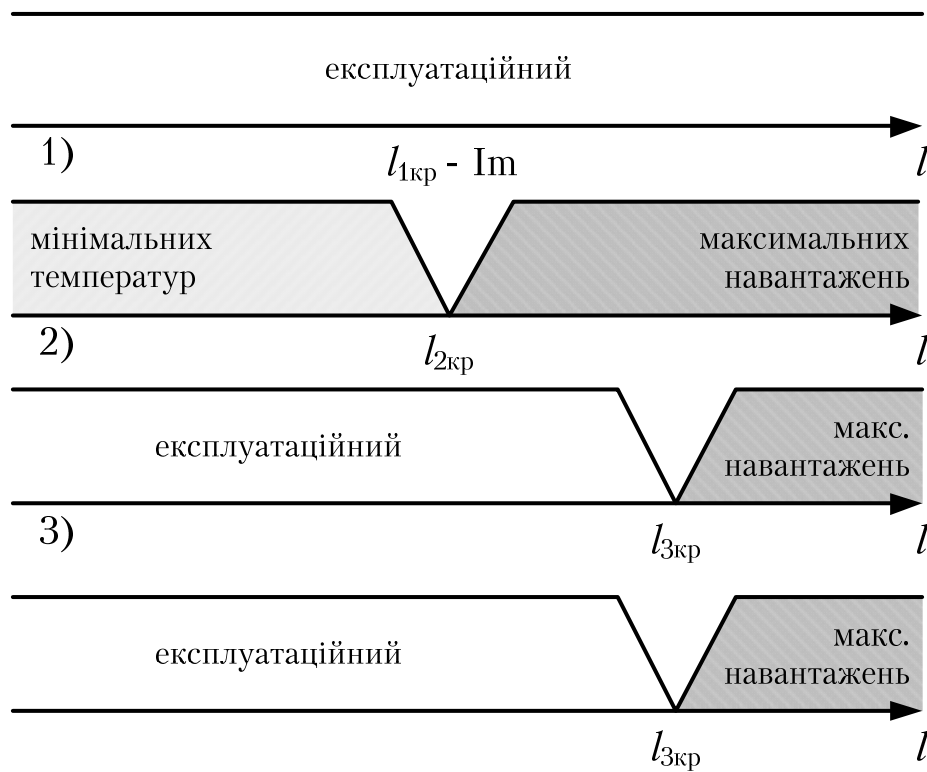 експлуатаційний
1)
l1кр - Im
l
мінімальних
температур
максимальних
навантажень
2)
l2кр
l
експлуатаційний
макс.
навантажень
3)
l3кр
l
експлуатаційний
макс.
навантажень
l3кр
l